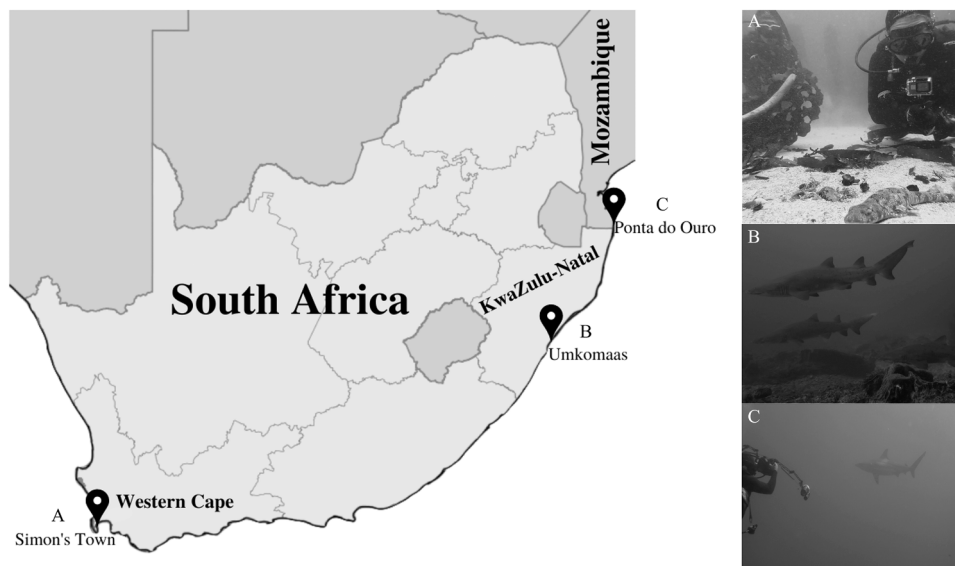 Mozambique
C
Ponta do Ouro
KwaZulu-Natal
South Africa
B
Umkomaas
Western Cape
A
Simon's Town
A
B
C